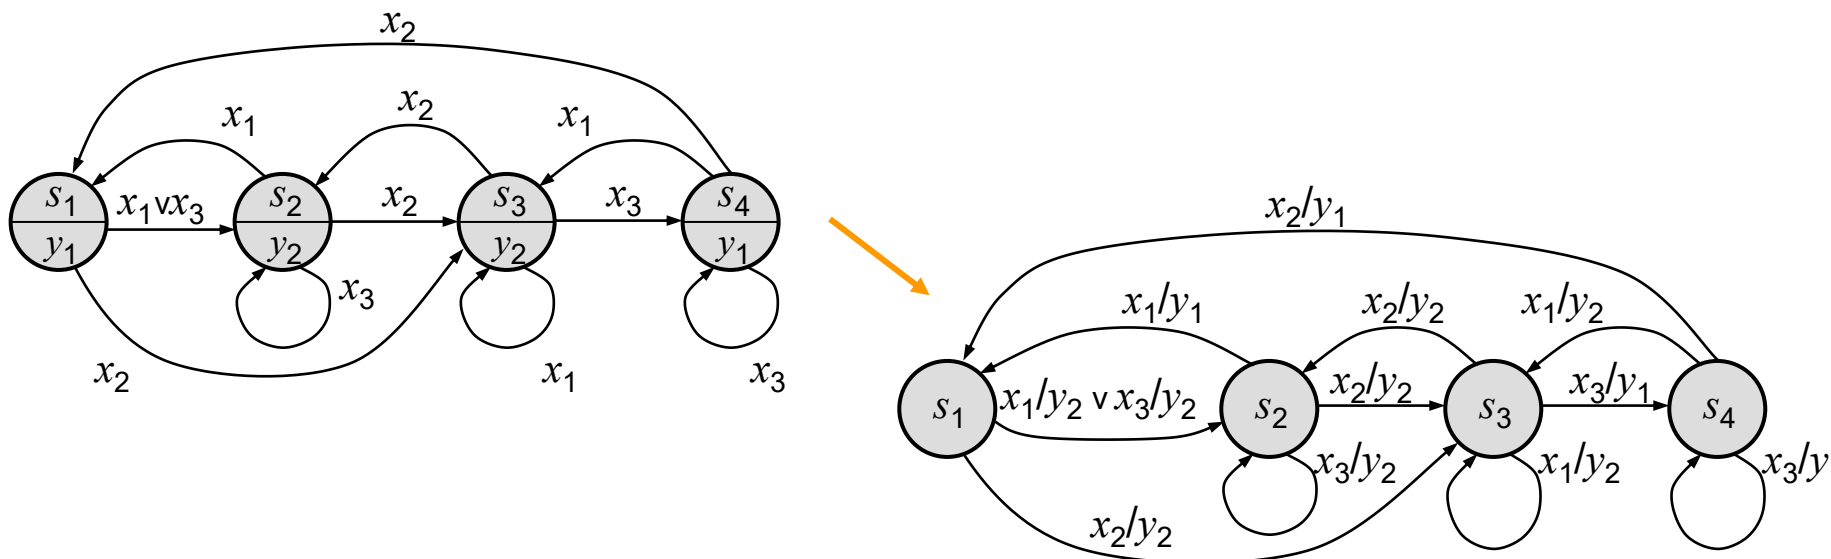 x₂
x₁
x₂
x₁
s₁
x₁∨x₃
s₂
x₂
s₃
x₃
s₄
y₁
y₂
y₂
y₁
x₃
x₂
x₁
x₃
x₂/y₁
x₁/y₁
x₂/y₂
x₁/y₂
s₁
x₁/y₂ ∨ x₃/y₂
s₂
x₂/y₂
s₃
x₃/y₁
s₄
x₃/y₂
x₁/y₂
x₃/y
x₂/y₂